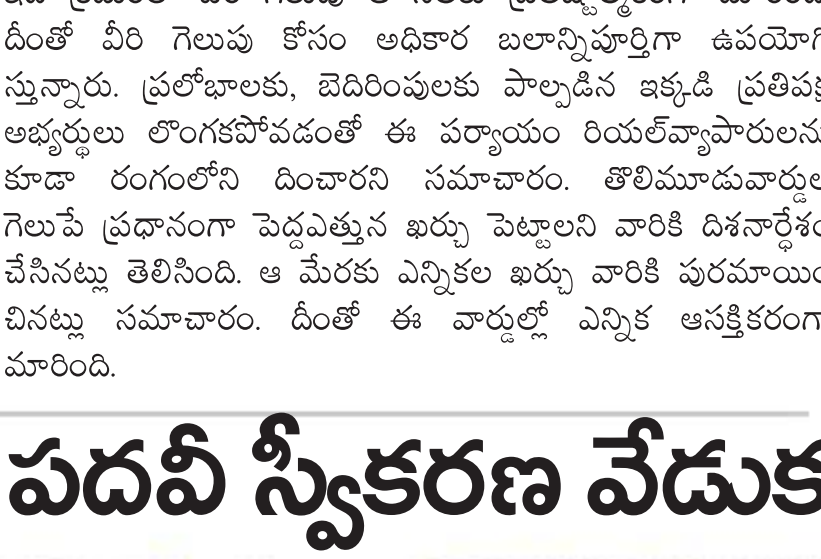 దీంతో వీరి గెలుపు కోసం అధికార బలాన్నిపూర్తిగా ఉపయోగి
స్తున్నారు. ప్రలోభాలకు, బెదిరింపులకు పాల్పడిన ఇక్కడి ప్రతిపక్ష
అభ్యర్థులు లొంగకపోవడంతో ఈ పర్యాయం రియల్‌వ్యాపారులను
కూడా రంగంలోని దించారని సమాచారం. తొలిమూడువార్డుల
గెలుపే ప్రధానంగా పెద్దఎత్తున ఖర్చు పెట్టాలని వారికి దిశనార్ధేశం
చేసినట్లు తెలిసింది. ఆ మేరకు ఎన్నికల ఖర్చు వారికి పురమాయిం
చినట్లు సమాచారం. దీంతో ఈ వార్డుల్లో ఎన్నిక ఆసక్తికరంగా
మారింది.
పదవీ స్వీకరణ వేడుక